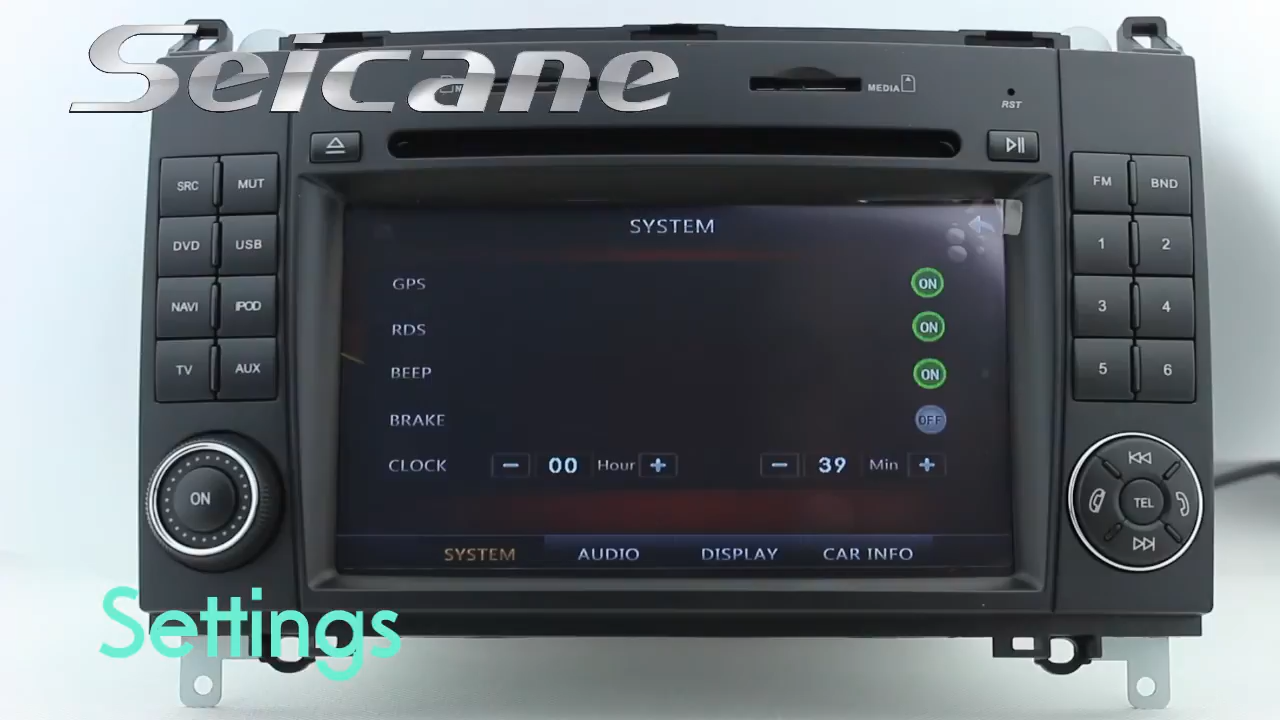 Seicane
MEDIA
RST
SRC MUT
DVD USB
NAVI IPOD
TV AUX
ON
SYSTEM
GPS ON
RDS ON
BEEP ON
BRAKE OFF
CLOCK − 00 Hour + − 39 Min +
SYSTEM AUDIO DISPLAY CAR INFO
FM BND
1 2
3 4
5 6
TEL
Settings